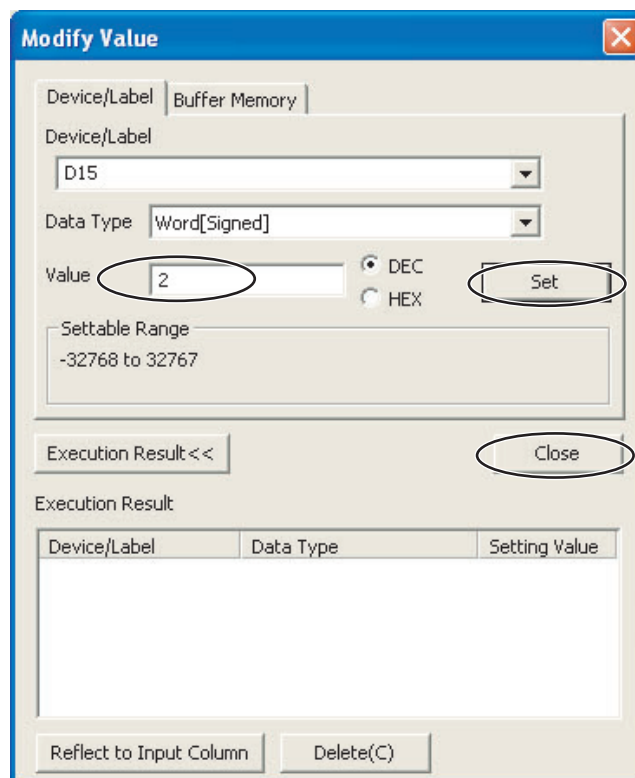 Modify Value
Device/Label Buffer Memory
Device/Label
D15
Data Type Word[Signed]
Value 2 DEC Set
HEX
Settable Range
-32768 to 32767
Execution Result<< Close
Execution Result
Device/Label Data Type Setting Value
Reflect to Input Column Delete(C)